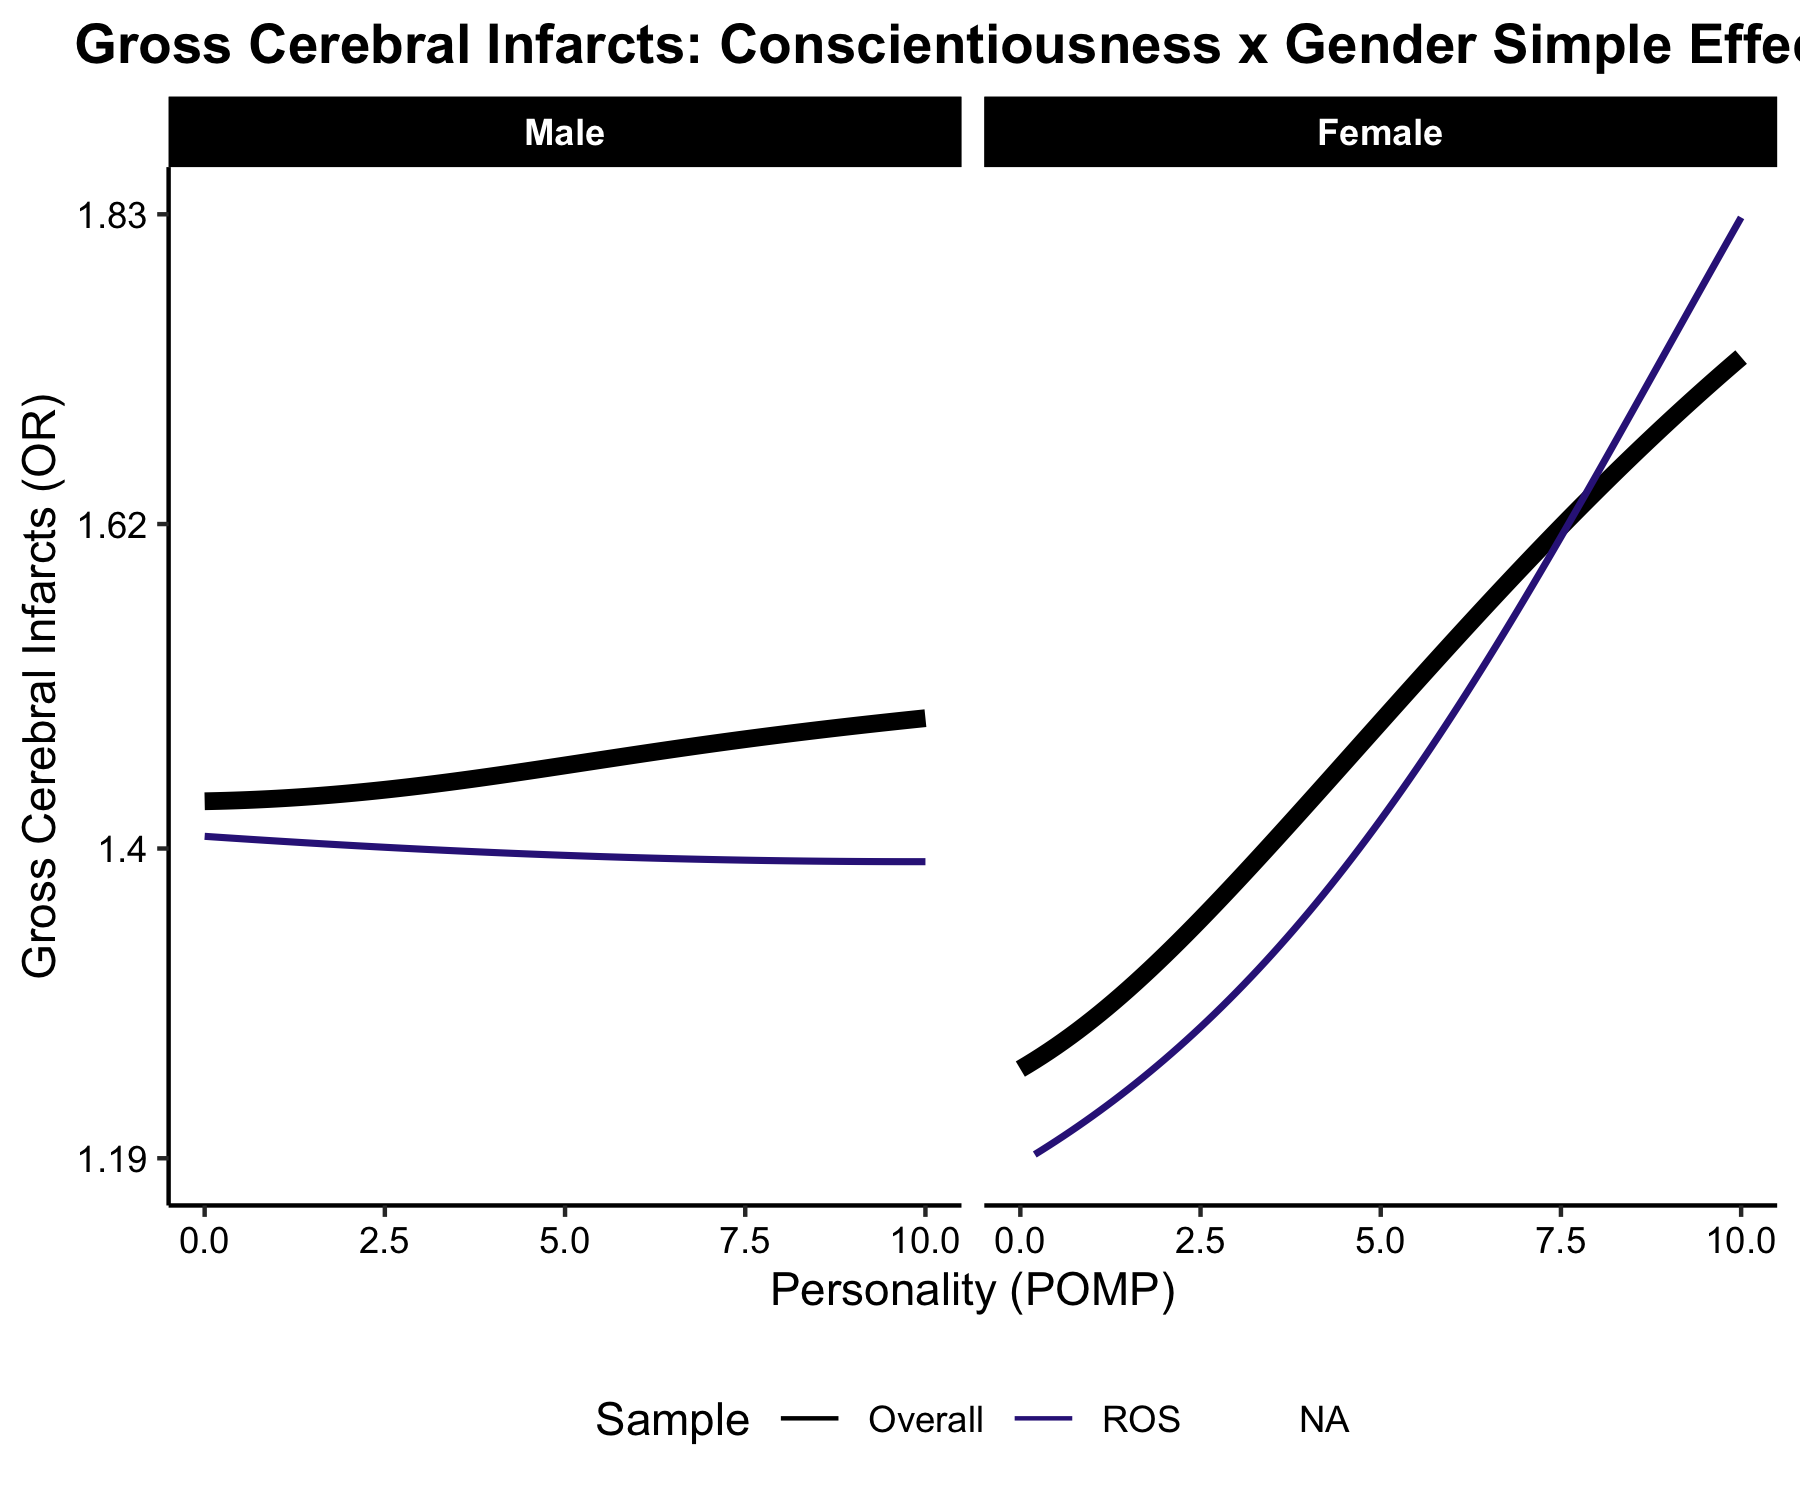 Gross Cerebral Infarcts: Conscientiousness x Gender Simple Effe
Male
Female
Gross Cerebral Infarcts (OR)
1.83
1.62
1.4
1.19
0.0 2.5 5.0 7.5 10.0
0.0 2.5 5.0 7.5 10.0
Personality (POMP)
Sample Overall ROS NA